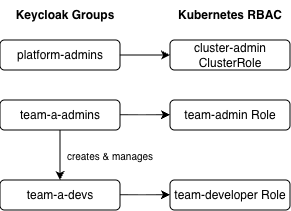 Keycloak Groups
Kubernetes RBAC
platform-admins
cluster-admin
ClusterRole
team-a-admins
team-admin Role
creates & manages
team-a-devs
team-developer Role